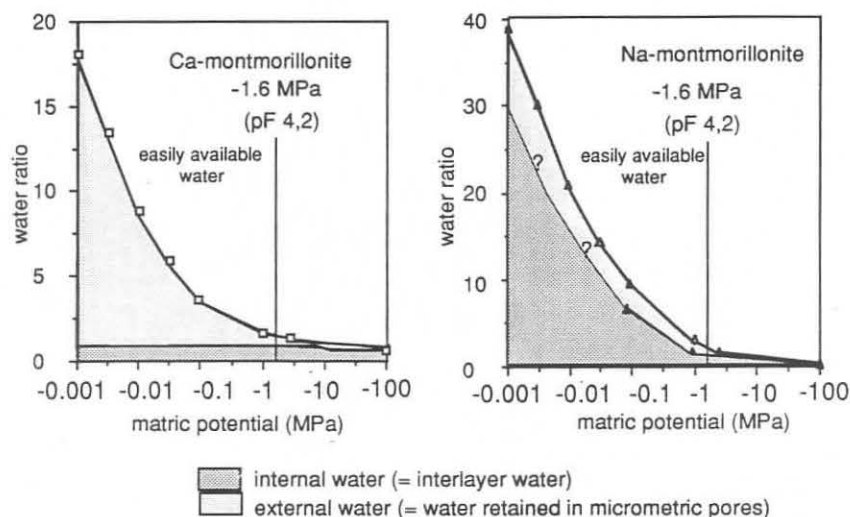 20
15
10
5
0
water ratio
Ca-montmorillonite
-1.6 MPa
(pF 4,2)
easily available
water
-0.001 -0.01 -0.1 -1 -10 -100
matric potential (MPa)
40
30
20
10
0
water ratio
Na-montmorillonite
-1.6 MPa
(pF 4,2)
easily available
water
?
?
-0.001 -0.01 -0.01 -0.1 -1 -10 -100
matric potential (MPa)
internal water (= interlayer water)
external water (= water retained in micrometric pores)